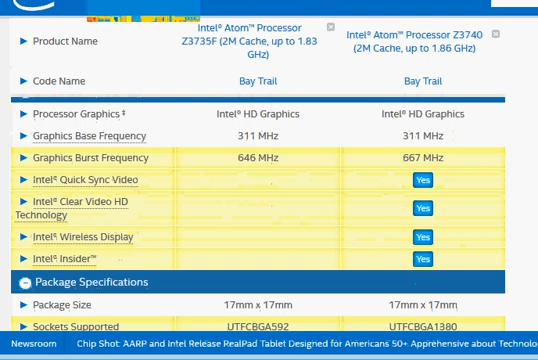 Product Name
Intel® Atom™ Processor
Z3735F (2M Cache, up to 1.83
GHz)
Intel® Atom™ Processor Z3740
(2M Cache, up to 1.86 GHz)
Code Name Bay Trail Bay Trail
Processor Graphics ‡ Intel® HD Graphics Intel® HD Graphics
Graphics Base Frequency 311 MHz 311 MHz
Graphics Burst Frequency 646 MHz 667 MHz
Intel® Quick Sync Video Yes
Intel® Clear Video HD
Technology Yes
Intel® Wireless Display Yes
Intel® Insider™ Yes
Package Specifications
Package Size 17mm x 17mm 17mm x 17mm
Sockets Supported UTFCBGA592 UTFCBGA1380
Newsroom Chip Shot: AARP and Intel Release RealPad Tablet Designed for Americans 50+ Apprehensive about Technolo